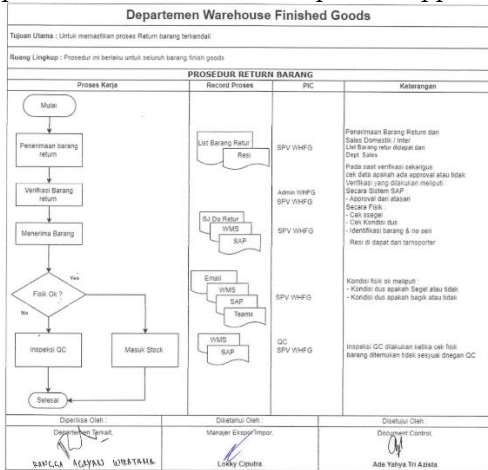 Departemen Warehouse Finished Goods
Tujuan Utama : Untuk memastikan proses Return barang terkendali
Ruang Lingkup : Prosedur ini berlaku untuk seluruh barang finish goods
PROSEDUR RETURN BARANG
Proses Kerja
Record Proses
PIC
Keterangan
Mulai
Penerimaan barang
return
List Barang Retur
Resi
SPV WHFG
Penerimaan Barang Return dari
Sales Domestik / Inter
List Barang retur didapat dari
Dept. Sales
Verifikasi Barang
return
Admin WHFG
SPV WHFG
Pada saat verifikasi sekaligus
cek data apakah ada approval atau tidak
Verifikasi yang dilakukan meliputi :
Secara Sistem SAP :
- Approval dari atasan
Secara Fisik :
- Cek ssegel
- Cek Kondisi dus
- Identifikasi barang & no seri
Menerima Barang
SJ Do Retur
WMS
SAP
SPV WHFG
Resi di dapat dari tarnsporter
Fisik Ok ?
Yes
No
Email
WMS
SAP
Teams
SPV WHFG
Kondisi fisik ok meliputi :
- Kondisi dus apakah Segel atau tidak
- Kondisi dus apakah bagik atau tidak
Inspeksi QC
Masuk Stock
WMS
SAP
QC
SPV WHFG
Inspeksi QC dilakukan ketika cek fisik
barang ditemukan tidak sesyuai dnegan QC
Selesai
Diperiksa Oleh :
Diketahui Oleh :
Disetujui Oleh :
Departemen Terkait,
Manajer Ekspor Impor,
Document Control,
RANGGA
WIRATAMA
Lokky Ciputra
Ade Yahya Tri Azista